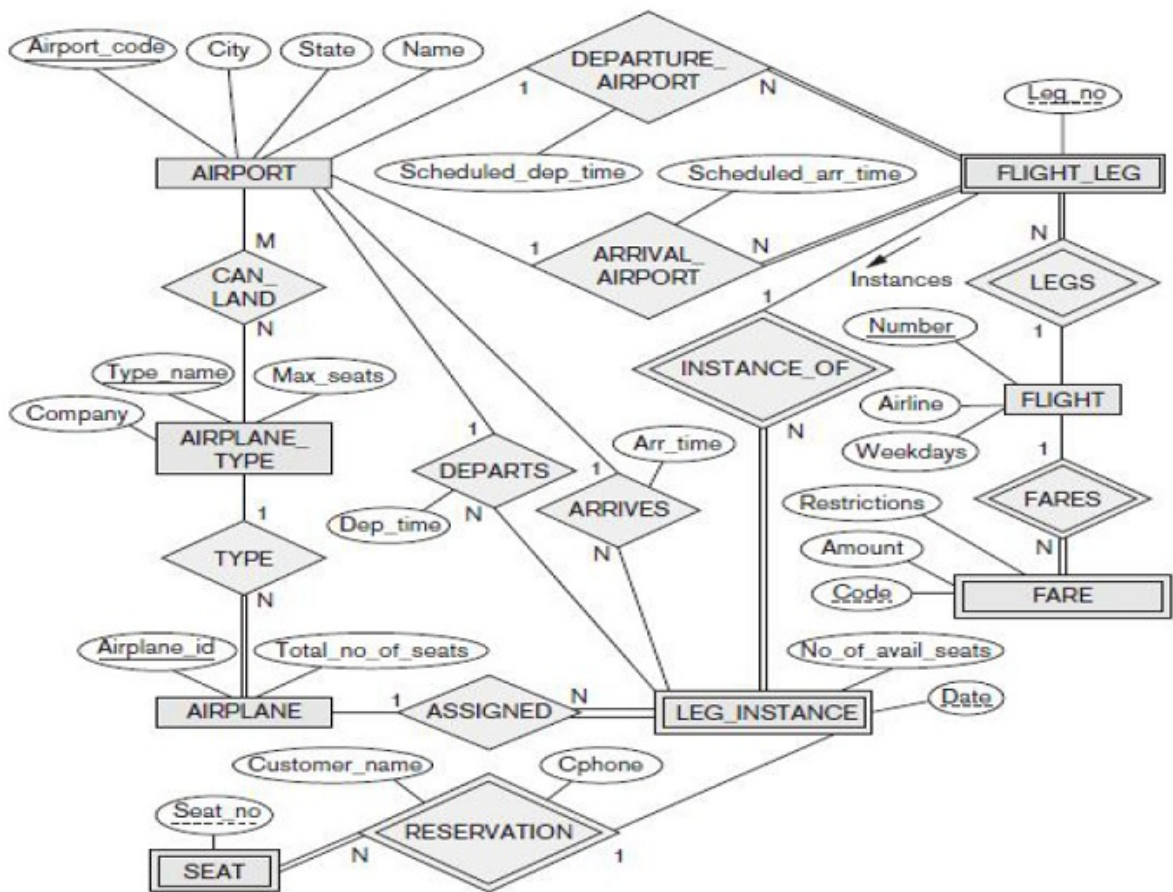 Airport_code
City
State
Name
DEPARTURE_
AIRPORT
1
N
Leg_no
Scheduled_dep_time
Scheduled_arr_time
AIRPORT
FLIGHT_LEG
1
ARRIVAL_
AIRPORT
N
Instances
M
N
CAN_
LAND
N
LEGS
1
1
Number
Type_name
Max_seats
INSTANCE_OF
Company
Airline
FLIGHT
AIRPLANE_
TYPE
N
Weekdays
1
1
Arr_time
1
DEPARTS
1
Dep_time
N
ARRIVES
N
Restrictions
FARES
N
TYPE
N
Amount
Code
FARE
Airplane_id
Total_no_of_seats
No_of_avail_seats
AIRPLANE
1
ASSIGNED
N
LEG_INSTANCE
Date
Customer_name
Cphone
Seat_no
RESERVATION
SEAT
N
1